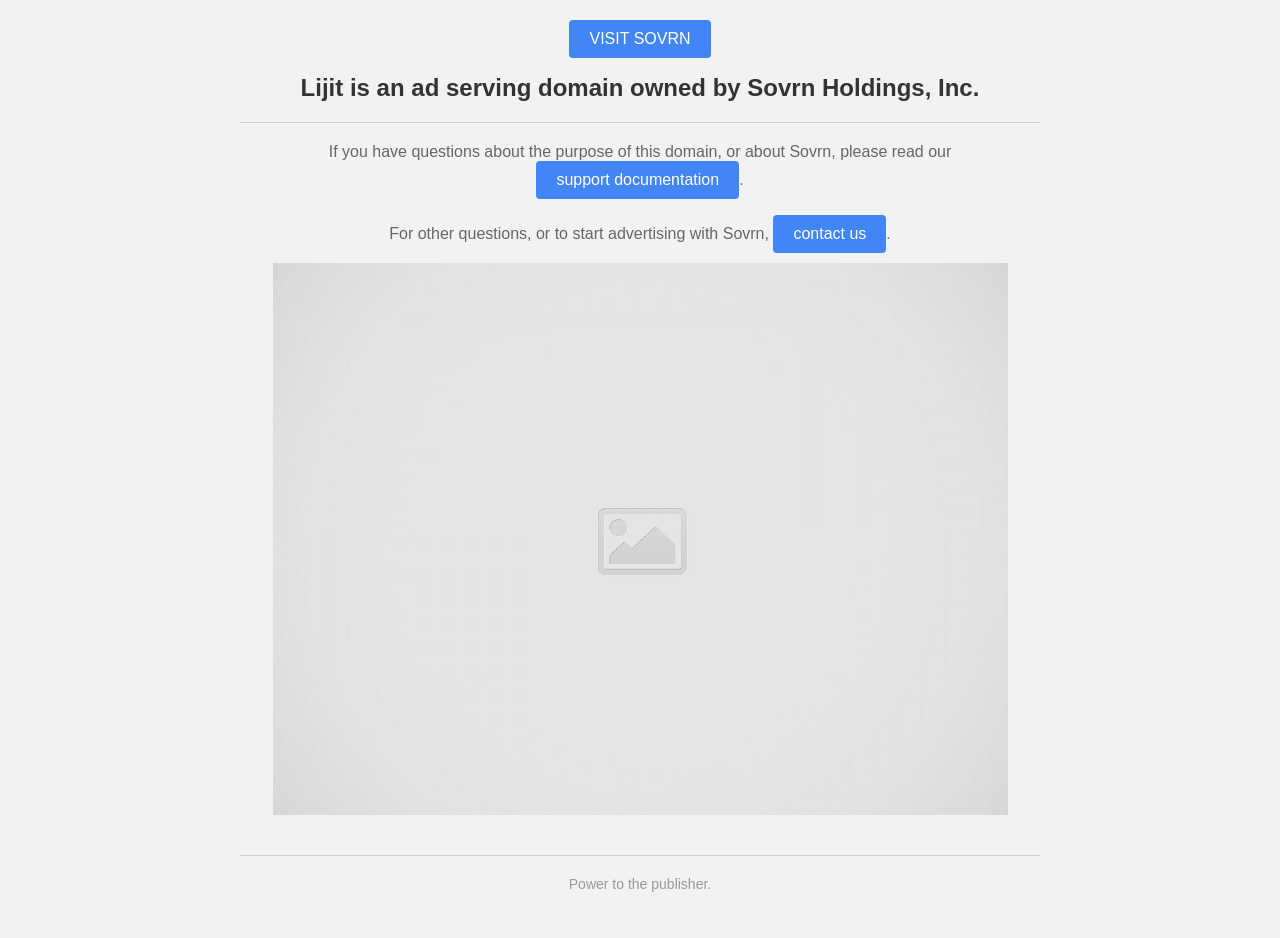 VISIT SOVRN
Lijit is an ad serving domain owned by Sovrn Holdings, Inc.
If you have questions about the purpose of this domain, or about Sovrn, please read our
support documentation.
For other questions, or to start advertising with Sovrn, contact us.
Power to the publisher.